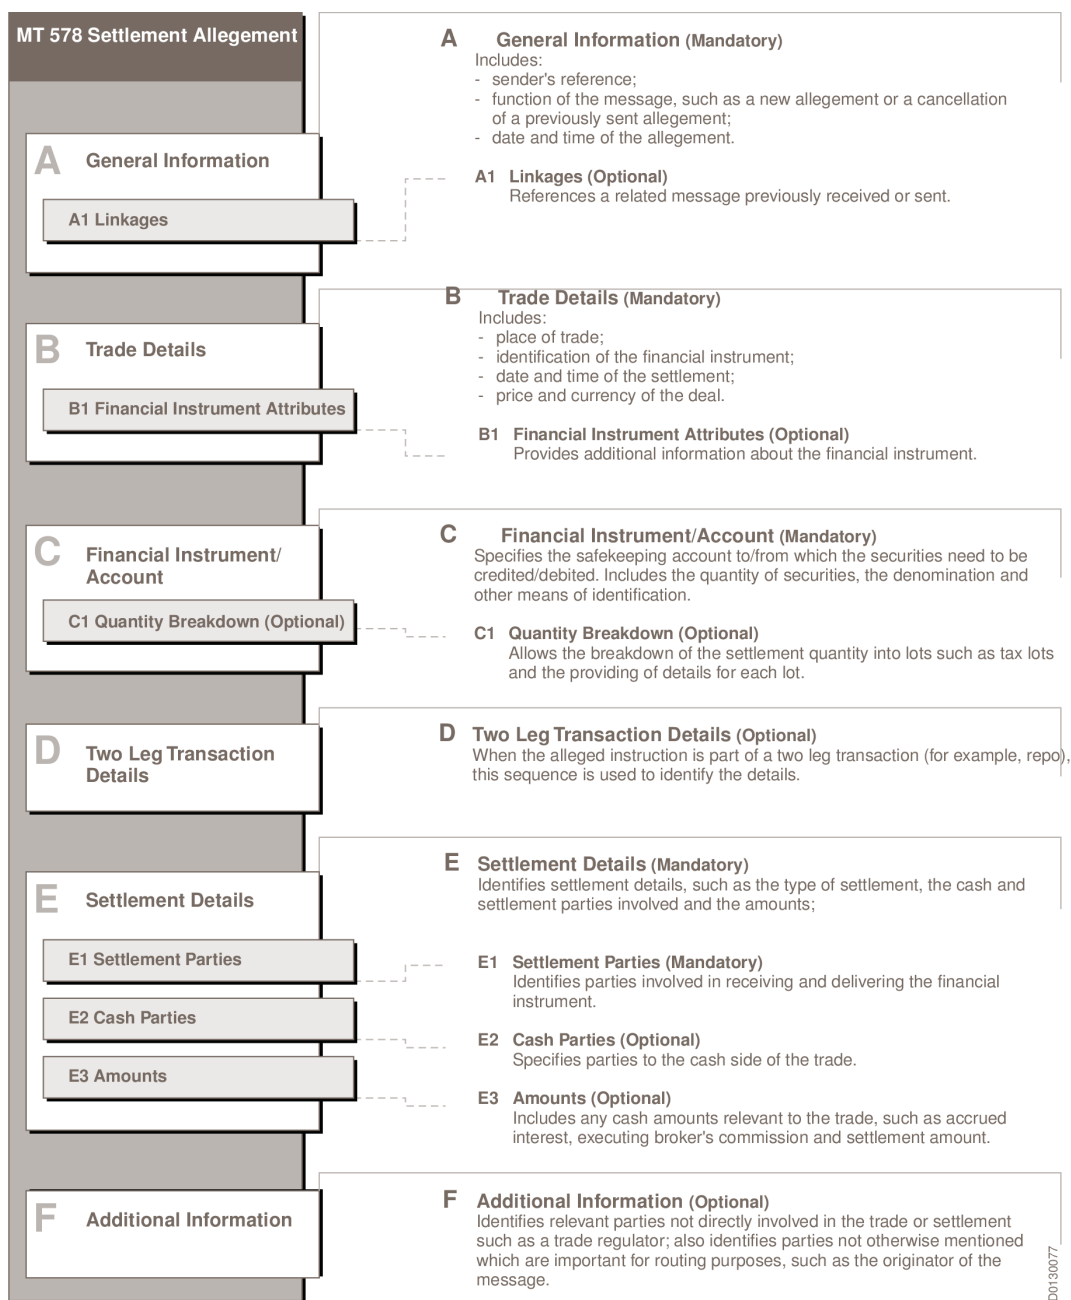 MT 578 Settlement Allegement
A General Information
A1 Linkages
B Trade Details
B1 Financial Instrument Attributes
C Financial Instrument/
Account
C1 Quantity Breakdown (Optional)
D Two Leg Transaction
Details
E Settlement Details
E1 Settlement Parties
E2 Cash Parties
E3 Amounts
F Additional Information
A General Information (Mandatory)
Includes:
- sender's reference;
- function of the message, such as a new allegement or a cancellation
of a previously sent allegement;
- date and time of the allegement.
A1 Linkages (Optional)
References a related message previously received or sent.
B Trade Details (Mandatory)
Includes:
- place of trade;
- identification of the financial instrument;
- date and time of the settlement;
- price and currency of the deal.
B1 Financial Instrument Attributes (Optional)
Provides additional information about the financial instrument.
C Financial Instrument/Account (Mandatory)
Specifies the safekeeping account to/from which the securities need to be
credited/debited. Includes the quantity of securities, the denomination and
other means of identification.
C1 Quantity Breakdown (Optional)
Allows the breakdown of the settlement quantity into lots such as tax lots
and the providing of details for each lot.
D Two Leg Transaction Details (Optional)
When the alleged instruction is part of a two leg transaction (for example, repo),
this sequence is used to identify the details.
E Settlement Details (Mandatory)
Identifies settlement details, such as the type of settlement, the cash and
settlement parties involved and the amounts;
E1 Settlement Parties (Mandatory)
Identifies parties involved in receiving and delivering the financial
instrument.
E2 Cash Parties (Optional)
Specifies parties to the cash side of the trade.
E3 Amounts (Optional)
Includes any cash amounts relevant to the trade, such as accrued
interest, executing broker's commission and settlement amount.
F Additional Information (Optional)
Identifies relevant parties not directly involved in the trade or settlement
such as a trade regulator; also identifies parties not otherwise mentioned
which are important for routing purposes, such as the originator of the
message.
D0130077